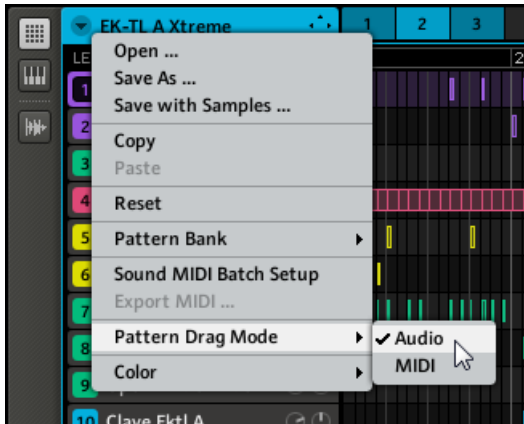 EK-TL A Xtreme
1 2 3
LE
2
1
2
3
4
5
6
7
8
9
10 Clave Fktl A
Open ...
Save As ...
Save with Samples ...
Copy
Paste
Reset
Pattern Bank
Sound MIDI Batch Setup
Export MIDI ...
Pattern Drag Mode
Color
Audio
MIDI